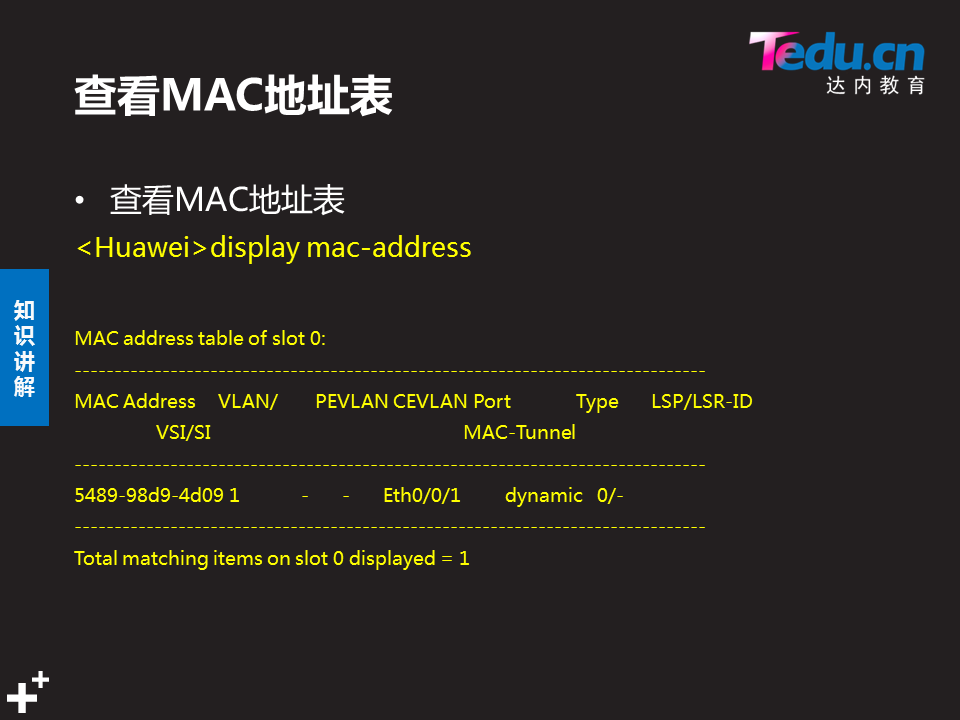 Tedu.cn
达内教育
查看MAC地址表
• 查看MAC地址表
<Huawei>display mac-address
知识讲解
MAC address table of slot 0:
-------------------------------------------------------------------------------
MAC Address VLAN/ PEVLAN CEVLAN Port Type LSP/LSR-ID
VSI/SI MAC-Tunnel
-------------------------------------------------------------------------------
5489-98d9-4d09 1 - - Eth0/0/1 dynamic 0/-
-------------------------------------------------------------------------------
Total matching items on slot 0 displayed = 1